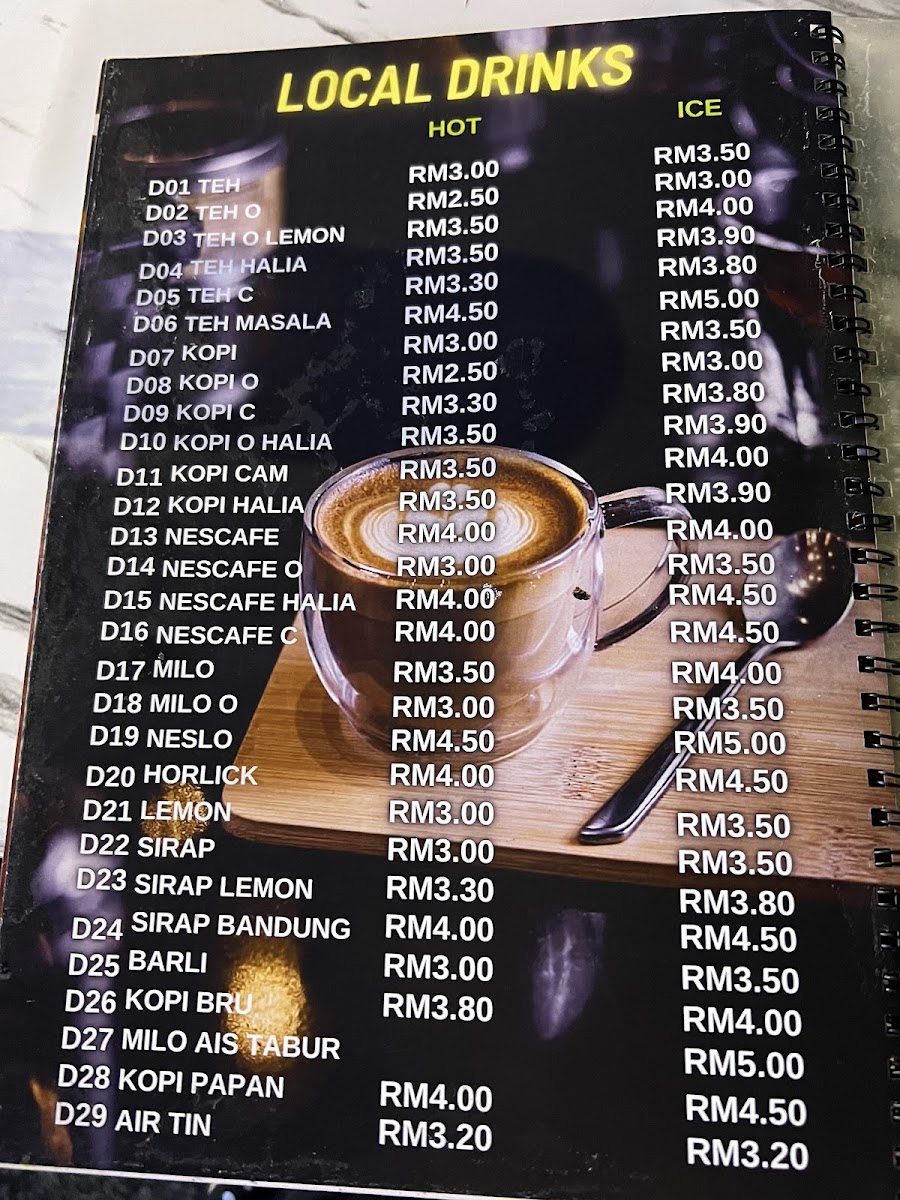 LOCAL DRINKS
HOT ICE
D01 TEH RM3.00 RM3.50
D02 TEH O RM2.50 RM3.00
D03 TEH O LEMON RM3.50 RM4.00
D04 TEH HALIA RM3.50 RM3.90
D05 TEH C RM3.30 RM3.80
D06 TEH MASALA RM4.50 RM5.00
D07 KOPI RM3.00 RM3.50
D08 KOPI O RM2.50 RM3.00
D09 KOPI C RM3.30 RM3.80
D10 KOPI O HALIA RM3.50 RM3.90
D11 KOPI CAM RM3.50 RM4.00
D12 KOPI HALIA RM3.50 RM3.90
D13 NESCAFE RM4.00 RM4.00
D14 NESCAFE O RM3.00 RM3.50
D15 NESCAFE HALIA RM4.00 RM4.50
D16 NESCAFE C RM4.00 RM4.50
D17 MILO RM3.50 RM4.00
D18 MILO O RM3.00 RM3.50
D19 NESLO RM4.50 RM5.00
D20 HORLICK RM4.00 RM4.50
D21 LEMON RM3.00 RM3.50
D22 SIRAP RM3.00 RM3.50
D23 SIRAP LEMON RM3.30 RM3.80
D24 SIRAP BANDUNG RM4.00 RM4.50
D25 BARLI RM3.00 RM3.50
D26 KOPI BRU RM3.80 RM4.00
D27 MILO AIS TABUR RM5.00
D28 KOPI PAPAN RM4.00 RM4.50
D29 AIR TIN RM3.20 RM3.20